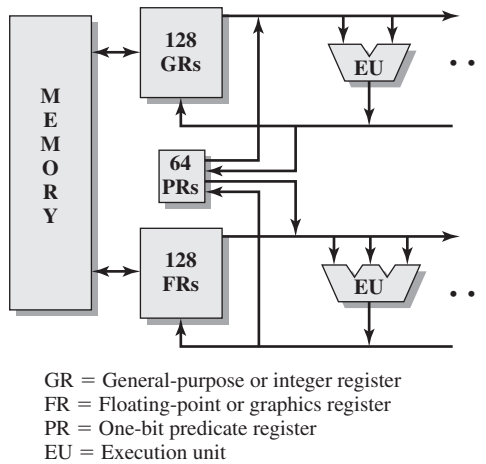 MEMORY
128
GRs
EU
• •
64
PRs
128
FRs
EU
• •
GR = General-purpose or integer register
FR = Floating-point or graphics register
PR = One-bit predicate register
EU = Execution unit